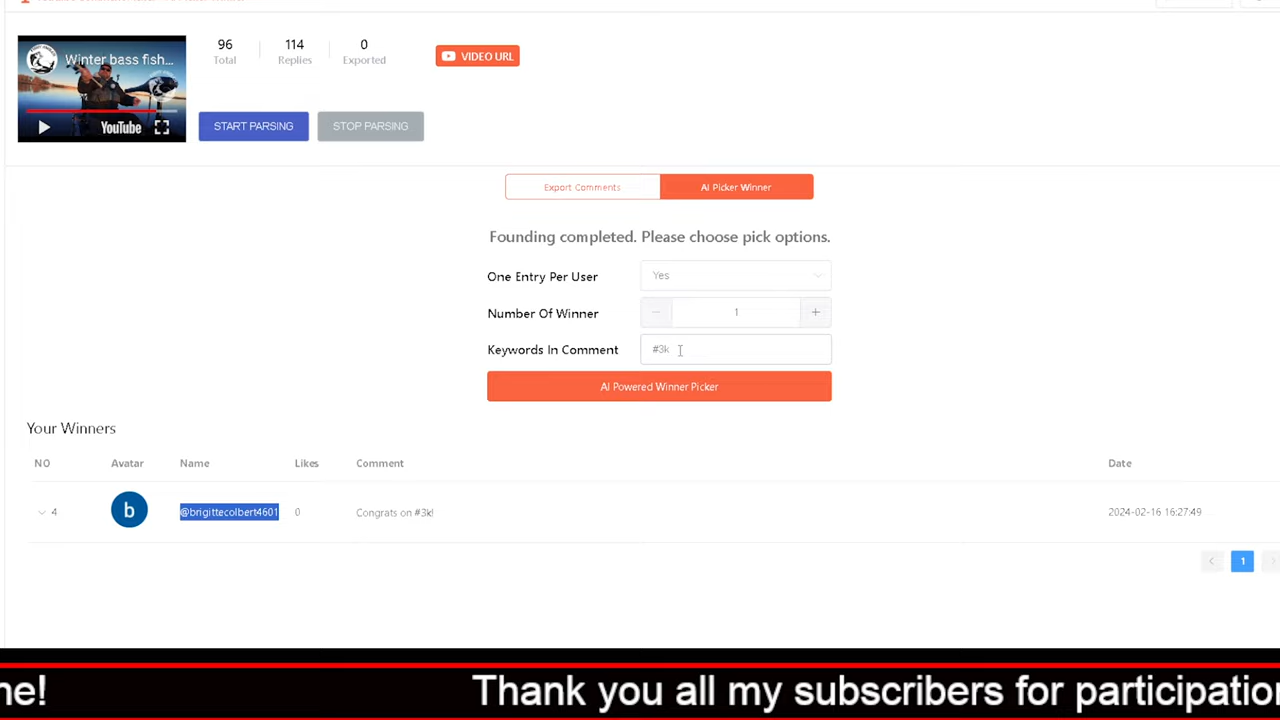 Winter bass fish...
YouTube
96
Total
114
Replies
0
Exported
VIDEO URL
START PARSING
STOP PARSING
Export Comments
AI Picker Winner
Founding completed. Please choose pick options.
One Entry Per User
Yes
Number Of Winner
1
Keywords In Comment
#3k
AI Powered Winner Picker
Your Winners
NO Avatar Name Likes Comment Date
4 b @brigittecolbert4601 0 Congrats on #3k! 2024-02-16 16:27:49
1
ne! Thank you all my subscribers for participation